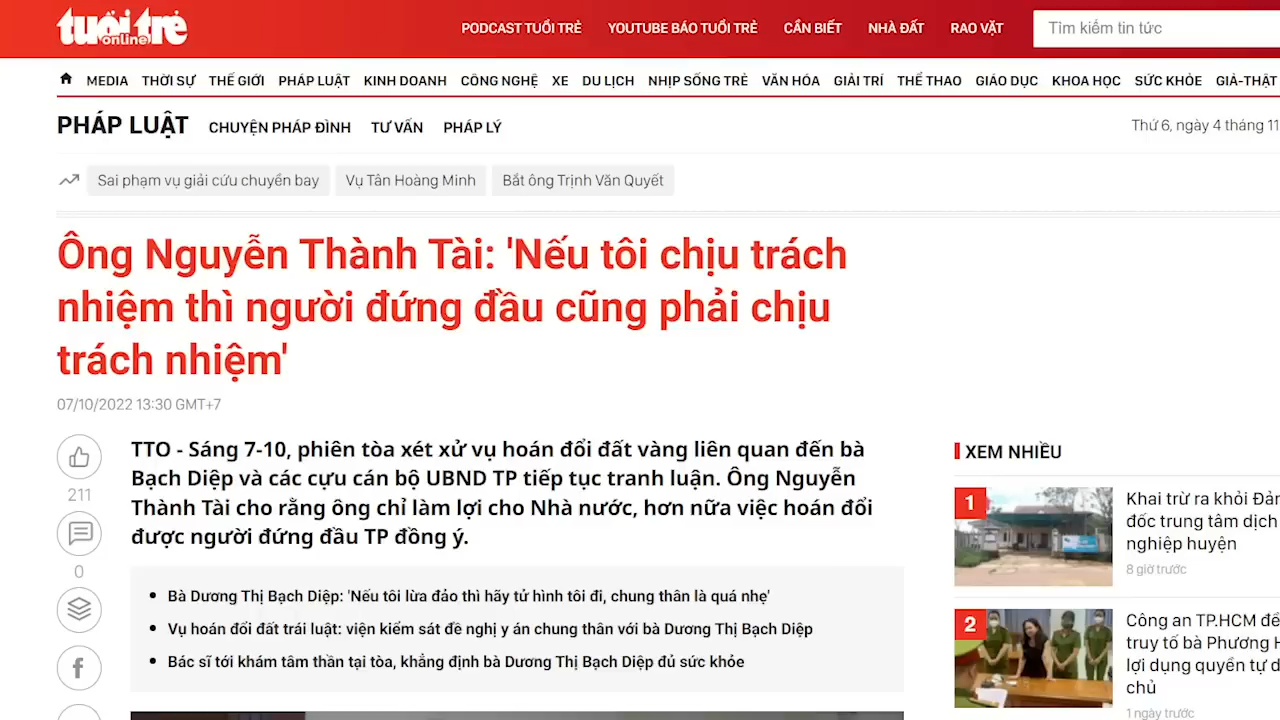 tuổi trẻ online
PODCAST TUỔI TRẺ YOUTUBE BÁO TUỔI TRẺ CẦN BIẾT NHÀ ĐẤT RAO VẶT Tìm kiếm tin tức
MEDIA THỜI SỰ THẾ GIỚI PHÁP LUẬT KINH DOANH CÔNG NGHỆ XE DU LỊCH NHỊP SỐNG TRẺ VĂN HÓA GIẢI TRÍ THỂ THAO GIÁO DỤC KHOA HỌC SỨC KHỎE GIẢ-THẬT
PHÁP LUẬT CHUYỆN PHÁP ĐÌNH TƯ VẤN PHÁP LÝ Thứ 6, ngày 4 tháng 11
Sai phạm vụ giải cứu chuyến bay Vụ Tân Hoàng Minh Bắt ông Trịnh Văn Quyết
Ông Nguyễn Thành Tài: 'Nếu tôi chịu trách
nhiệm thì người đứng đầu cũng phải chịu
trách nhiệm'
07/10/2022 13:30 GMT+7
211
0
TTO - Sáng 7-10, phiên tòa xét xử vụ hoán đổi đất vàng liên quan đến bà
Bạch Diệp và các cựu cán bộ UBND TP tiếp tục tranh luận. Ông Nguyễn
Thành Tài cho rằng ông chỉ làm lợi cho Nhà nước, hơn nữa việc hoán đổi
được người đứng đầu TP đồng ý.
Bà Dương Thị Bạch Diệp: 'Nếu tôi lừa đảo thì hãy tử hình tôi đi, chung thân là quá nhẹ'
Vụ hoán đổi đất trái luật: viện kiểm sát đề nghị y án chung thân với bà Dương Thị Bạch Diệp
Bác sĩ tới khám tâm thần tại tòa, khẳng định bà Dương Thị Bạch Diệp đủ sức khỏe
XEM NHIỀU
1
Khai trừ ra khỏi Đản
đốc trung tâm dịch
nghiệp huyện
8 giờ trước
2
Công an TP.HCM đề
truy tố bà Phương H
lợi dụng quyền tự d
chủ
1 ngày trước